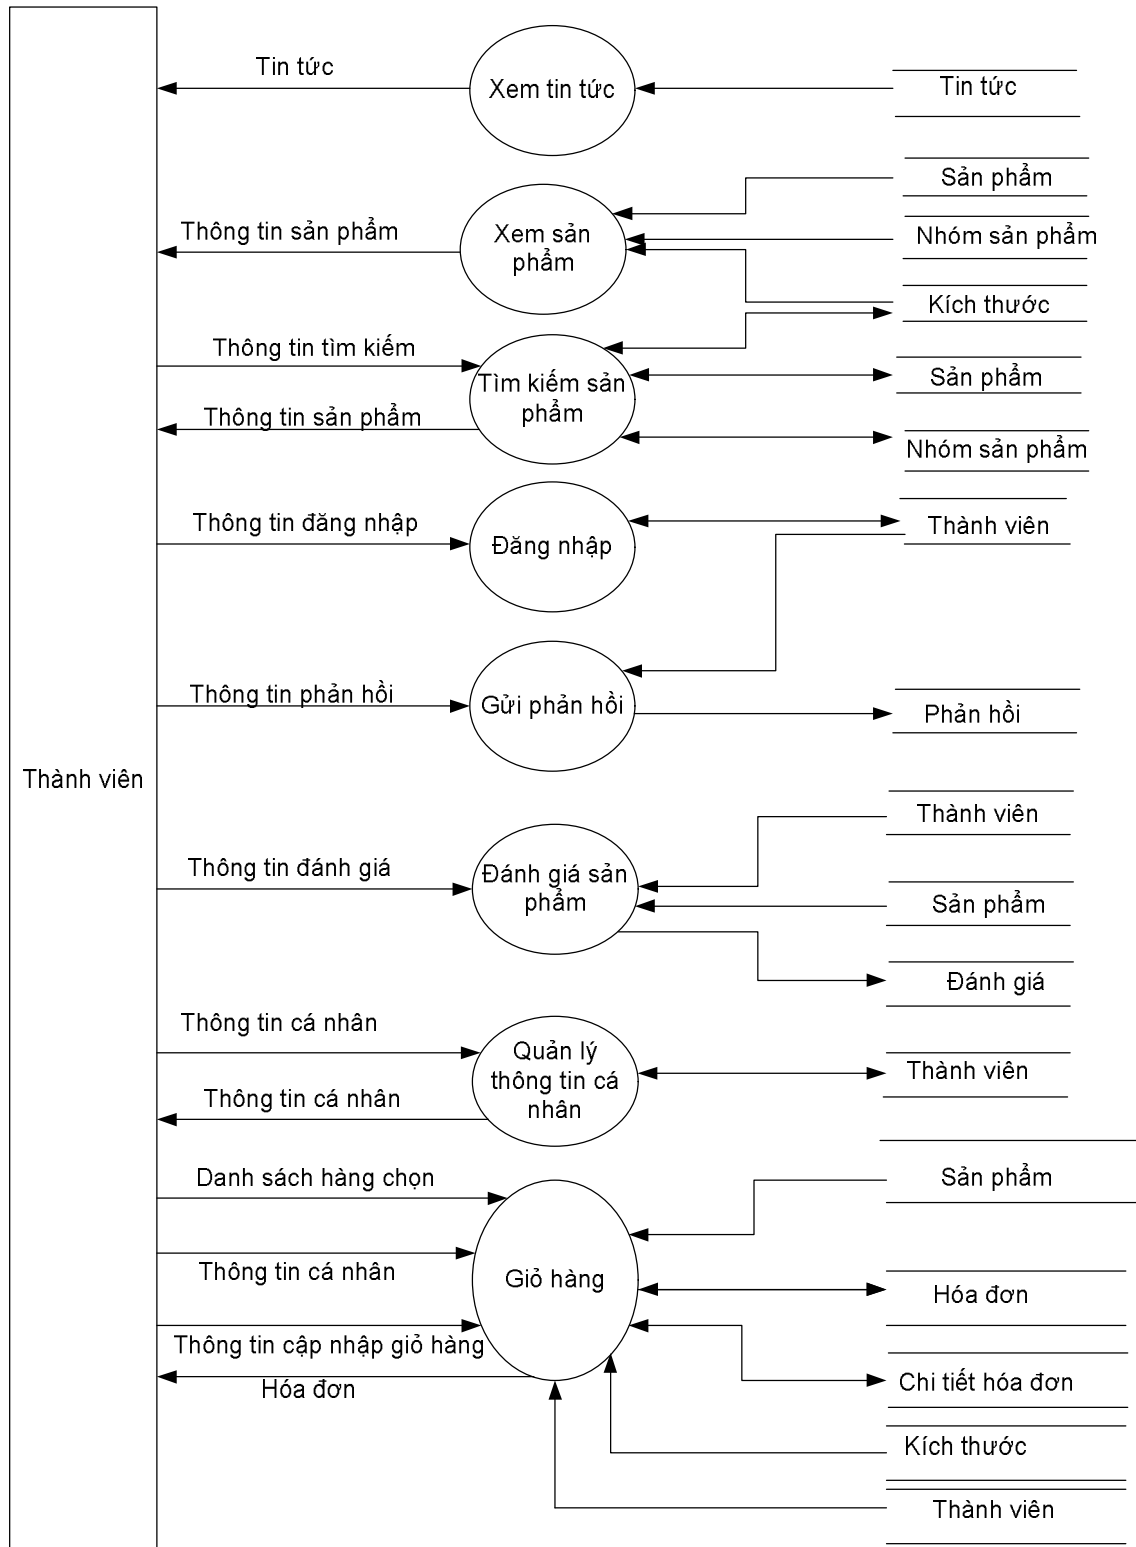 Tin tức
Xem tin tức
Tin tức
Sản phẩm
Thông tin sản phẩm
Xem sản
phẩm
Nhóm sản phẩm
Kích thước
Thông tin tìm kiếm
Tìm kiếm sản
phẩm
Sản phẩm
Thông tin sản phẩm
Nhóm sản phẩm
Thông tin đăng nhập
Đăng nhập
Thành viên
Thông tin phản hồi
Gửi phản hồi
Phản hồi
Thành viên
Thành viên
Thông tin đánh giá
Đánh giá sản
phẩm
Sản phẩm
Đánh giá
Thông tin cá nhân
Quản lý
thông tin cá
nhân
Thành viên
Thông tin cá nhân
Danh sách hàng chọn
Sản phẩm
Thông tin cá nhân
Giỏ hàng
Hóa đơn
Thông tin cập nhập giỏ hàng
Hóa đơn
Chi tiết hóa đơn
Kích thước
Thành viên